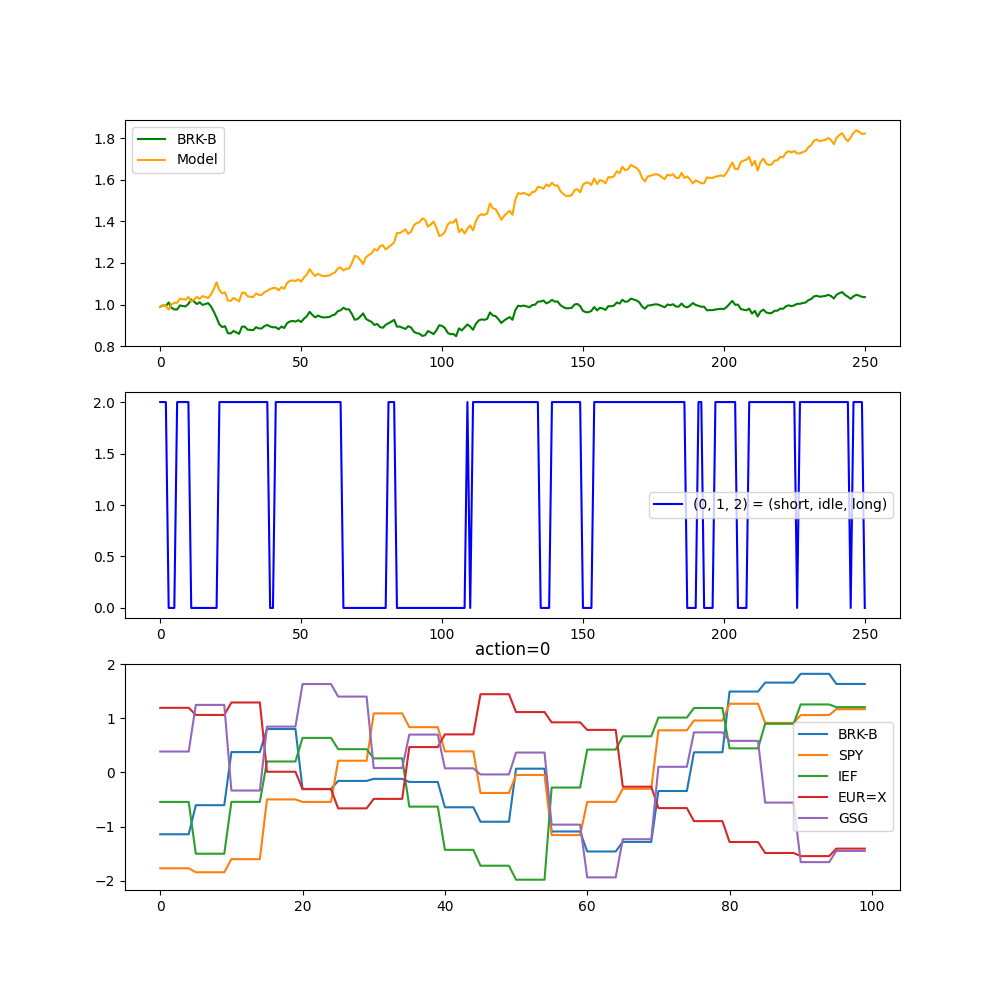 1.8
1.6
1.4
1.2
1.0
0.8
BRK-B
Model
0 50 100 150 200 250
2.0
1.5
1.0
0.5
0.0
(0, 1, 2) = (short, idle, long)
0 50 100 150 200 250
action=0
2
1
0
−1
−2
BRK-B
SPY
IEF
EUR=X
GSG
0 20 40 60 80 100